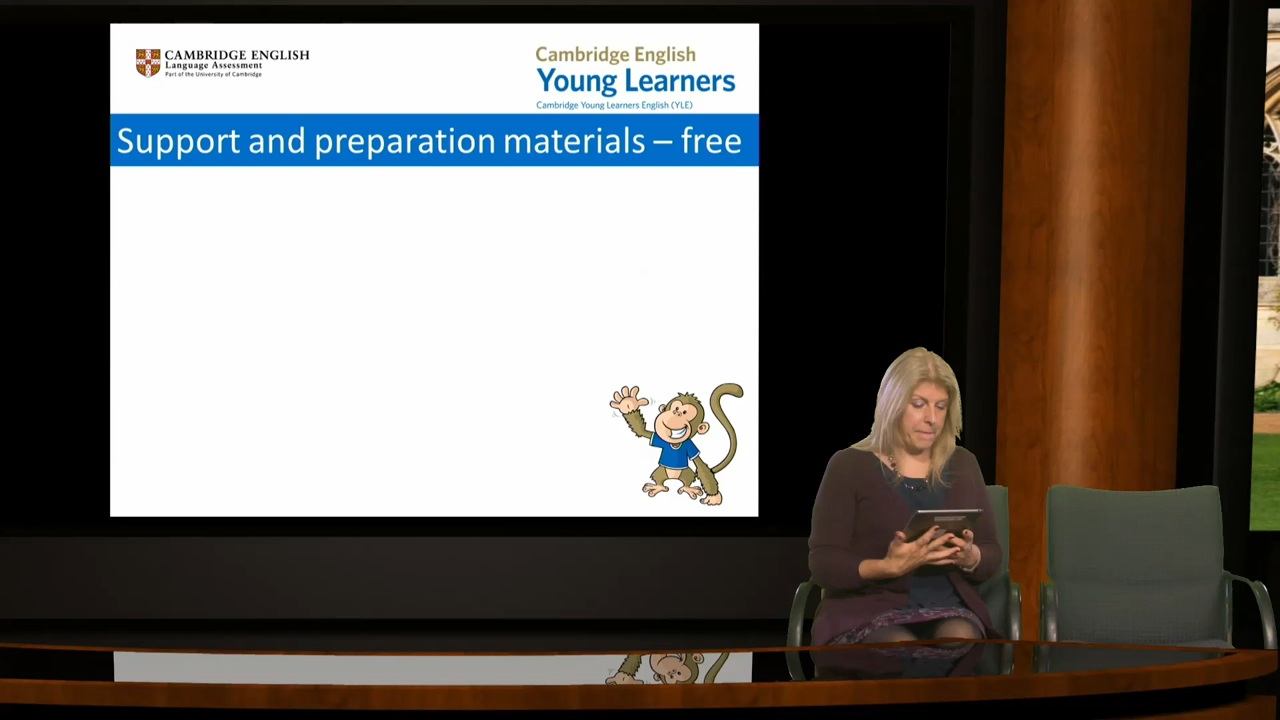 CAMBRIDGE ENGLISH
Language Assessment
Part of the University of Cambridge
Cambridge English
Young Learners
Cambridge Young Learners English (YLE)
Support and preparation materials – free